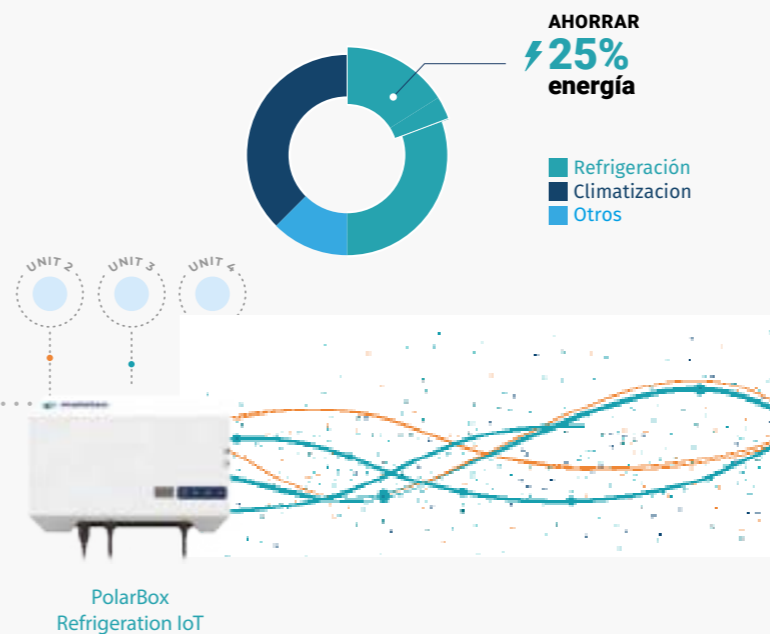 AHORRAR
25%
energía
Refrigeración
Climatizacion
Otros
UNIT 2
UNIT 3
UNIT 4
PolarBox
Refrigeration IoT